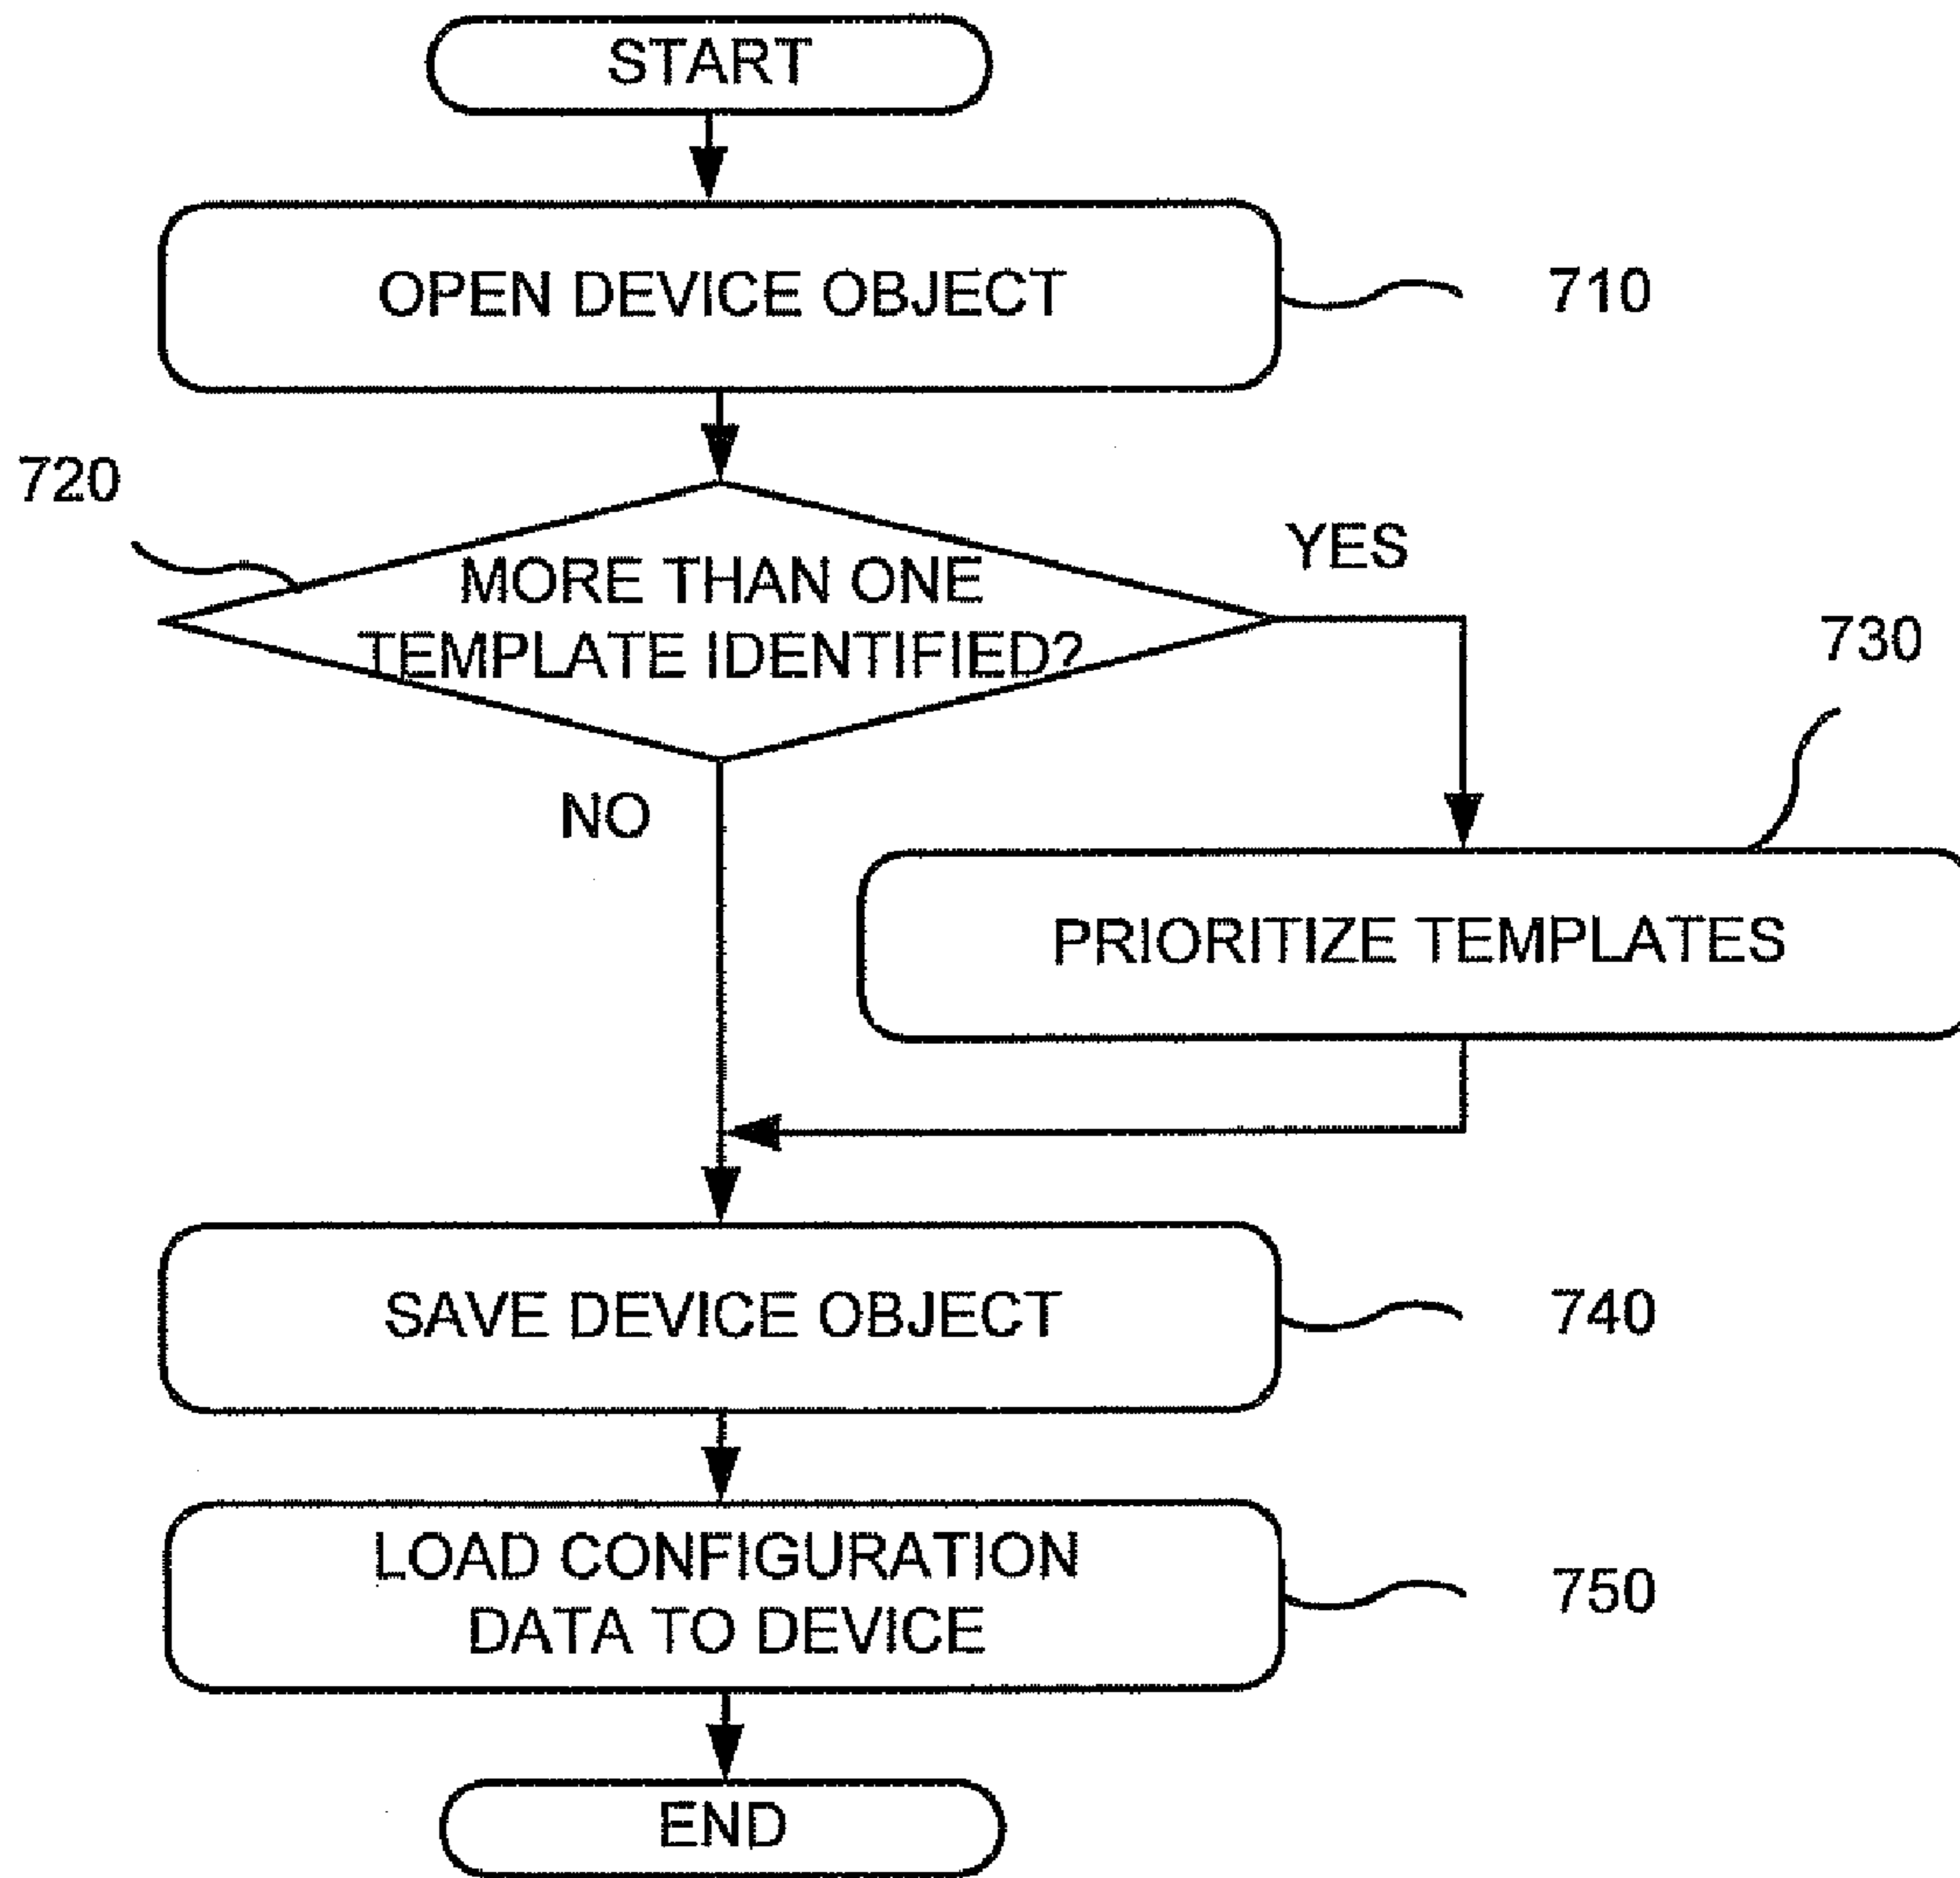 START
OPEN DEVICE OBJECT
710
720
MORE THAN ONE
TEMPLATE IDENTIFIED?
YES
730
NO
PRIORITIZE TEMPLATES
SAVE DEVICE OBJECT
740
LOAD CONFIGURATION
DATA TO DEVICE
750
END